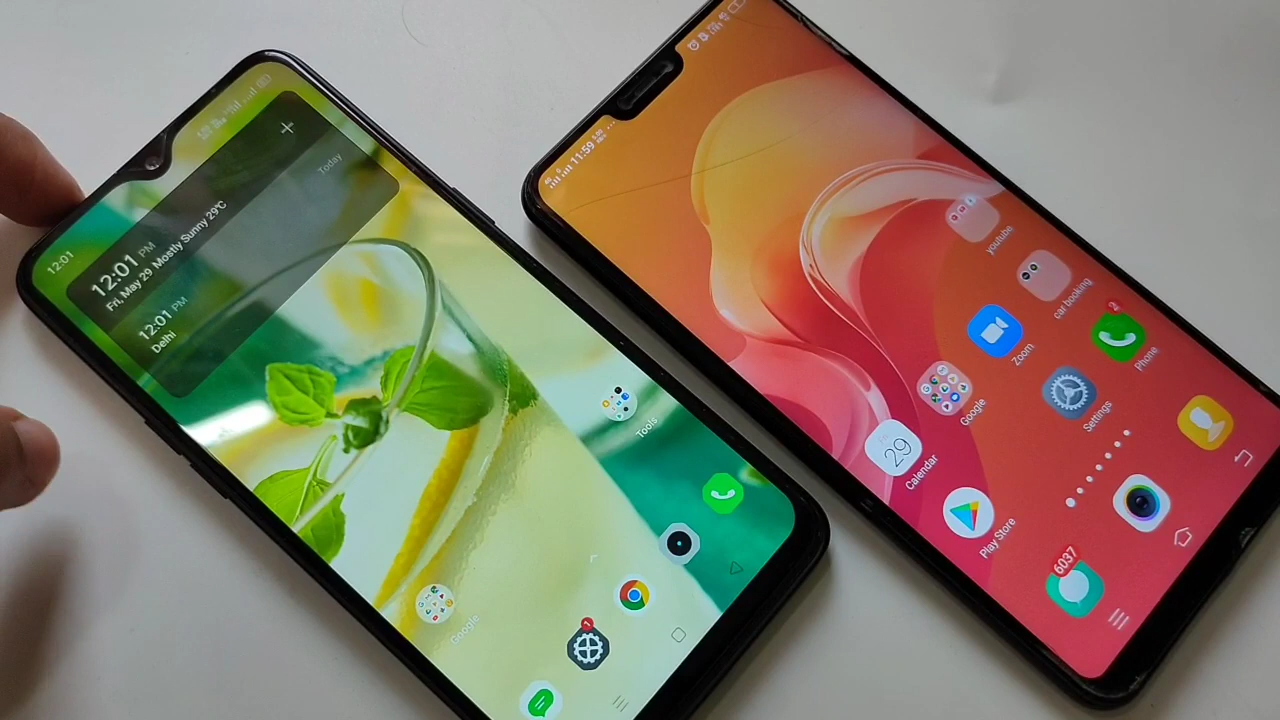 12:01
Today
12:01 PM
Fri, May 29 Mostly Sunny 29°C
12:01 PM
Delhi
Tools
Google
11:59
youtube
car booking
Zoom
2
Phone
Google
Settings
29
Calendar
Play Store
6037